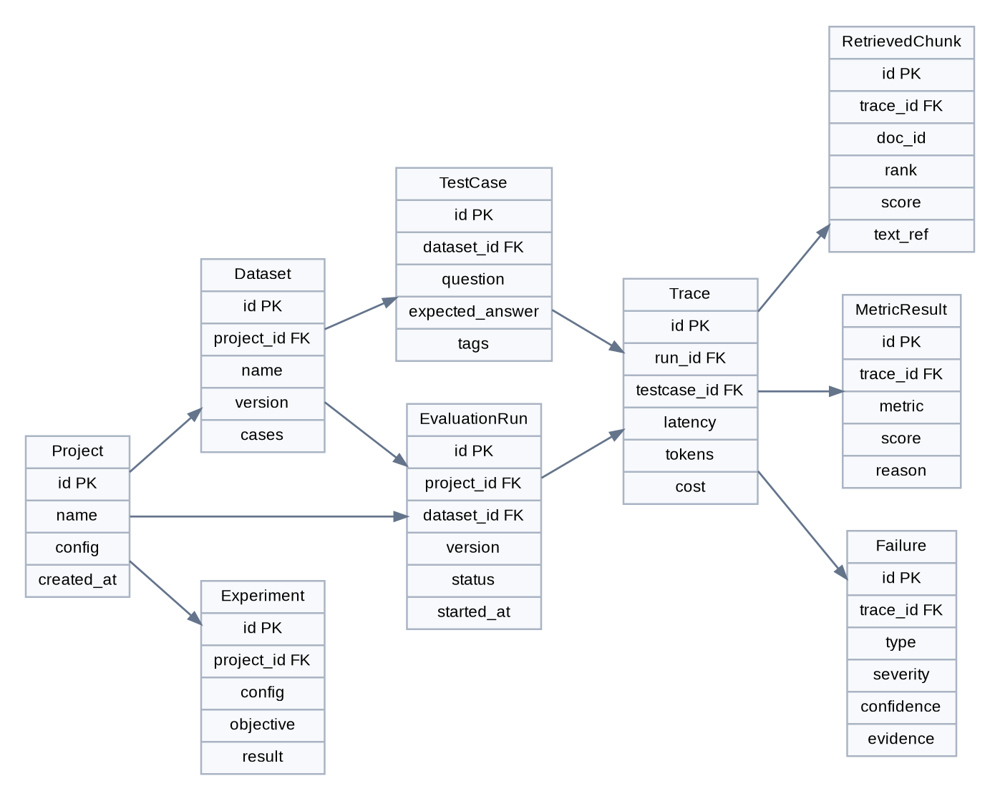 Project
id PK
name
config
created_at
Dataset
id PK
project_id FK
name
version
cases
Experiment
id PK
project_id FK
config
objective
result
TestCase
id PK
dataset_id FK
question
expected_answer
tags
EvaluationRun
id PK
project_id FK
dataset_id FK
version
status
started_at
Trace
id PK
run_id FK
testcase_id FK
latency
tokens
cost
RetrievedChunk
id PK
trace_id FK
doc_id
rank
score
text_ref
MetricResult
id PK
trace_id FK
metric
score
reason
Failure
id PK
trace_id FK
type
severity
confidence
evidence